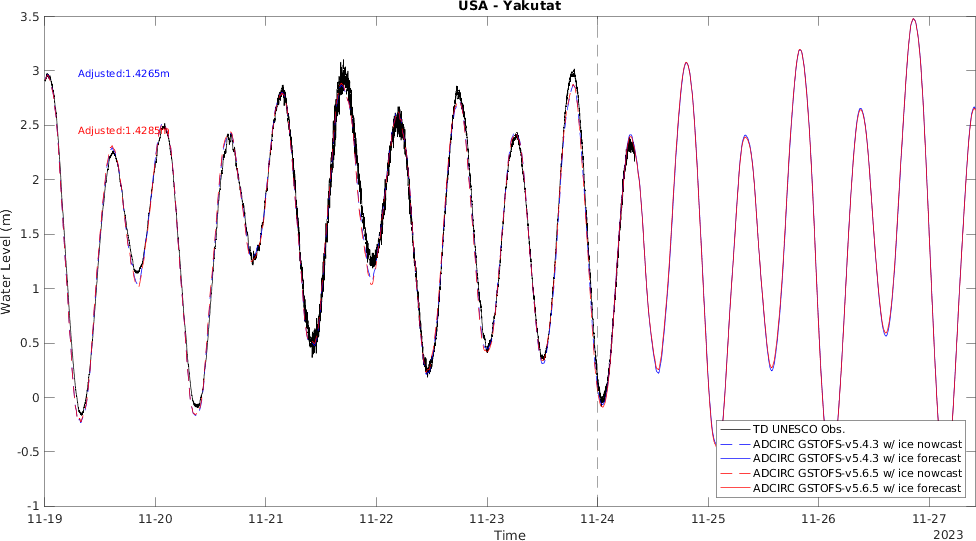 USA - Yakutat
3.5
3
2.5
2
1.5
1
0.5
0
-0.5
-1
Water Level (m)
Adjusted:1.4265m
Adjusted:1.4285m
TD UNESCO Obs.
ADCIRC GSTOFS-v5.4.3 w/ ice nowcast
ADCIRC GSTOFS-v5.4.3 w/ ice forecast
ADCIRC GSTOFS-v5.6.5 w/ ice nowcast
ADCIRC GSTOFS-v5.6.5 w/ ice forecast
11-19 11-20 11-21 11-22 11-23 11-24 11-25 11-26 11-27
Time
2023